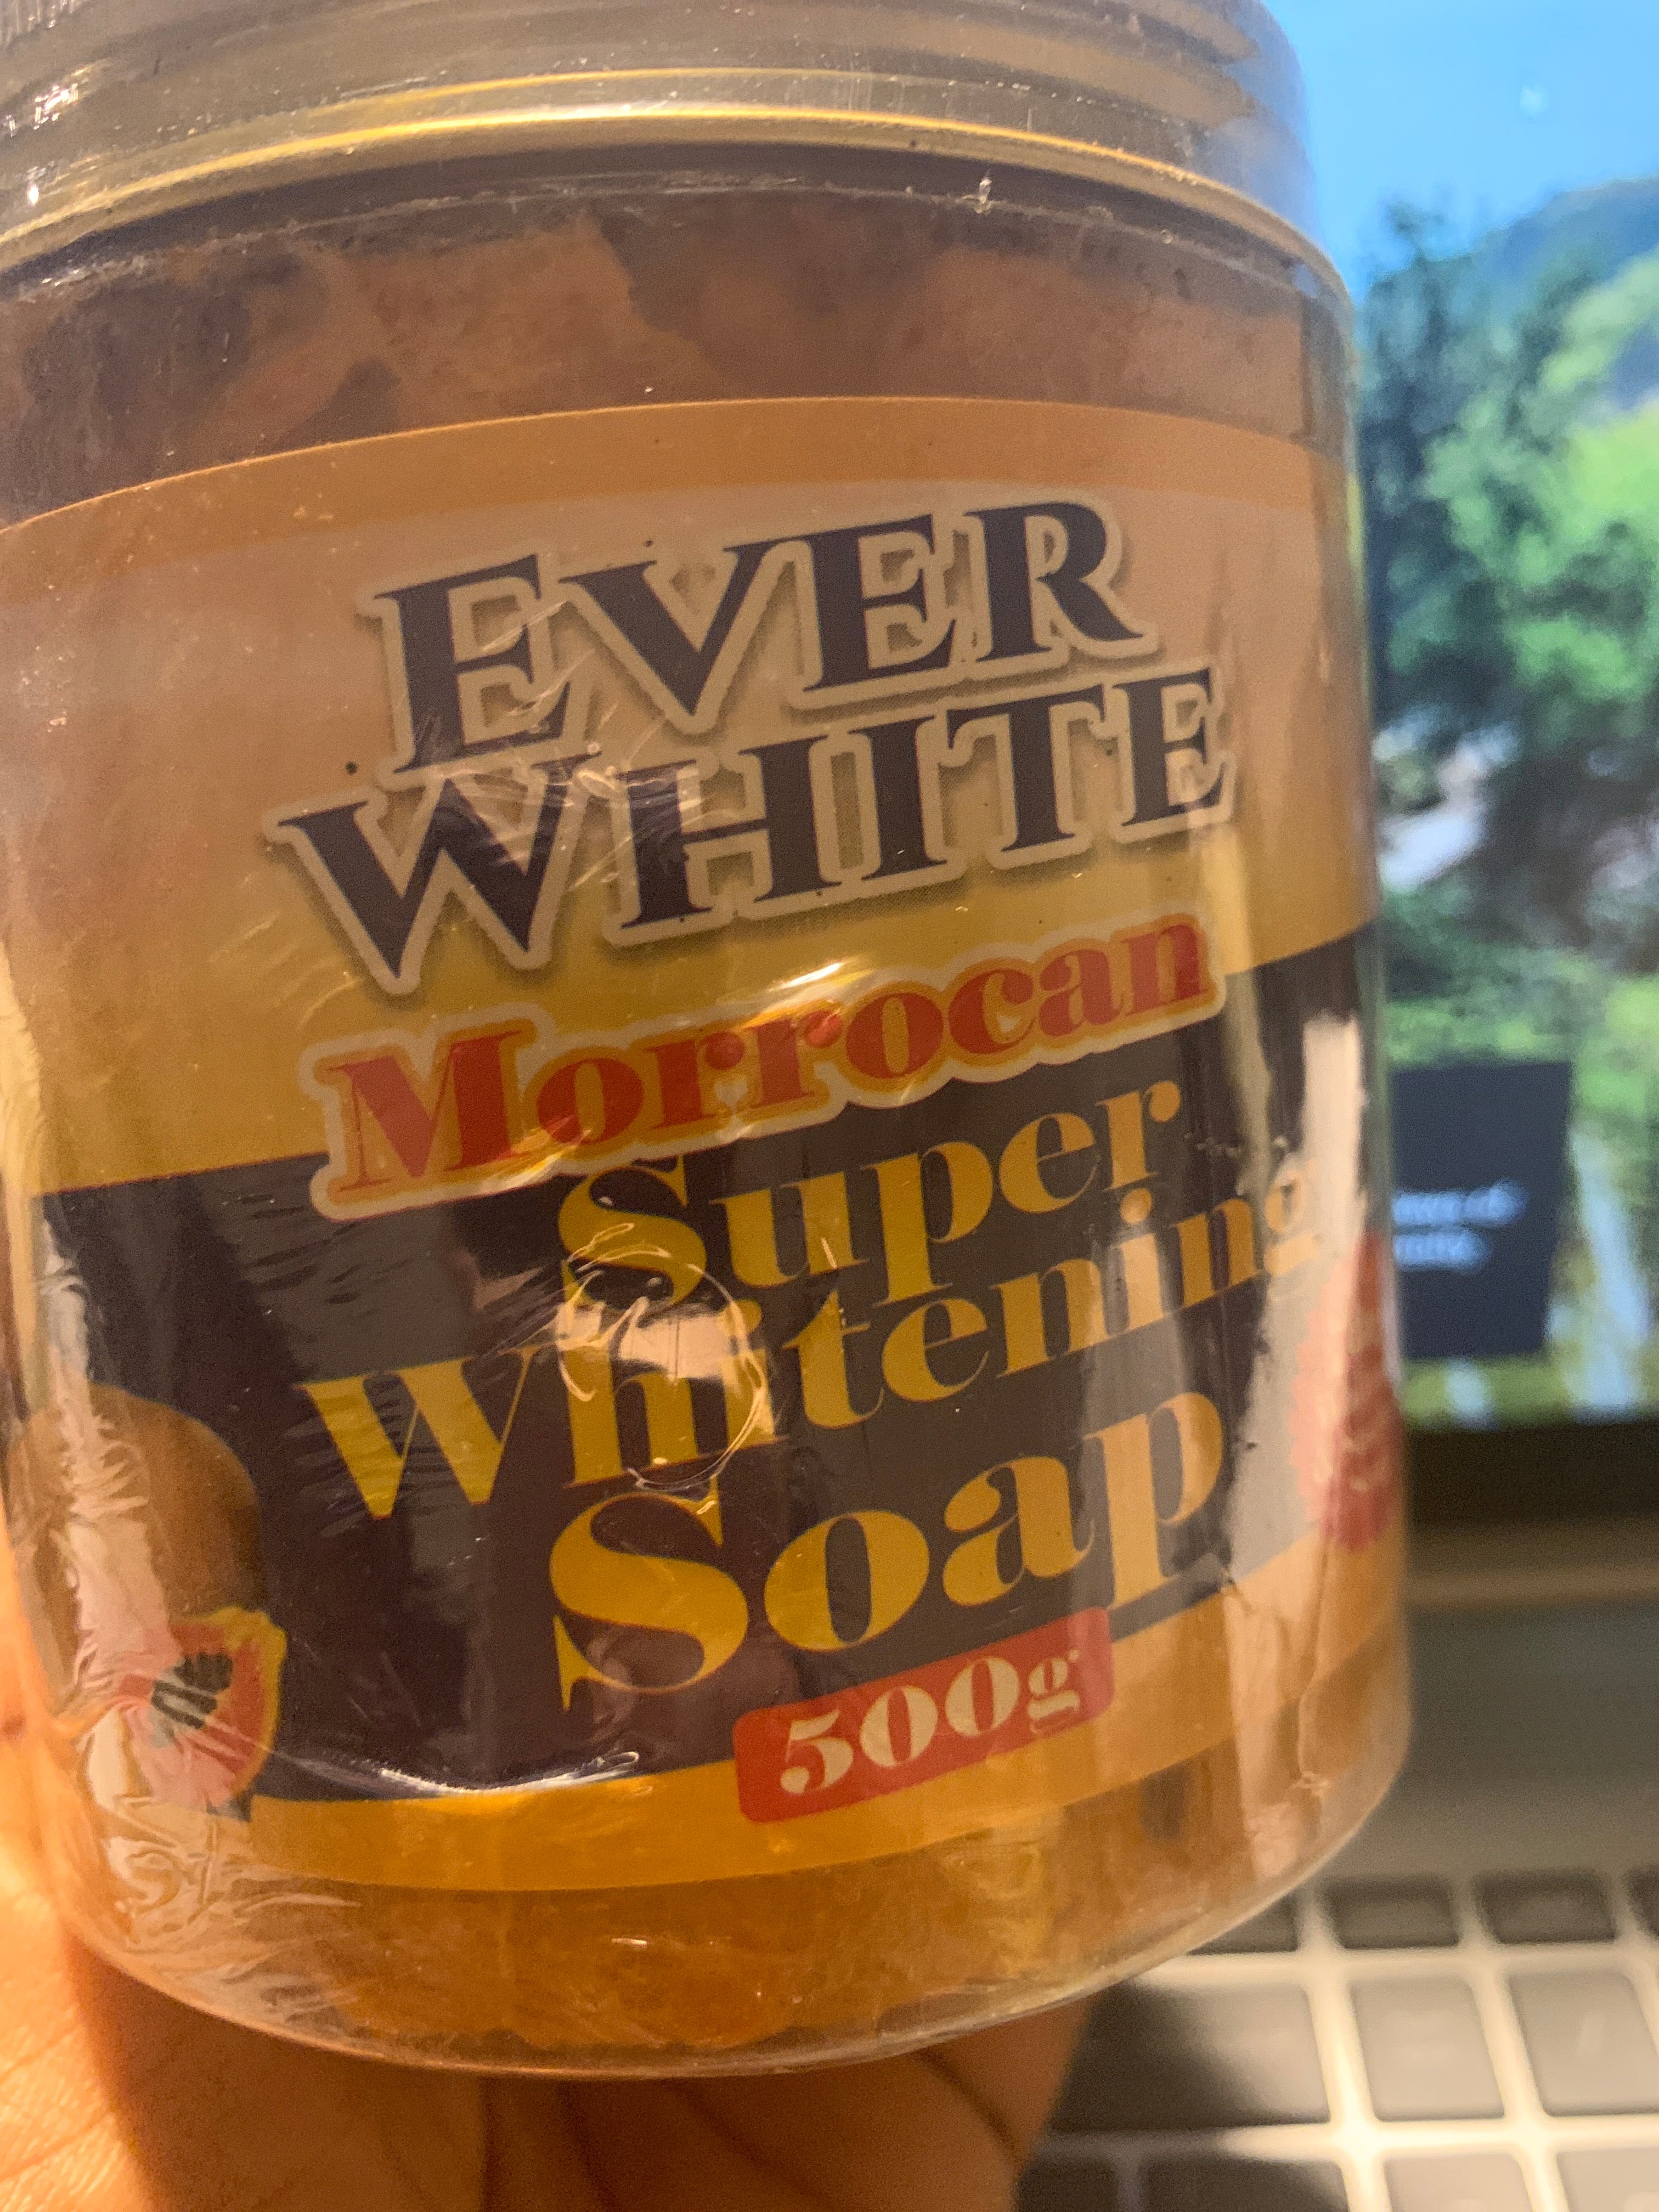 EVER
WHITE
Morrocan
Super
Whitening
Soap
500g